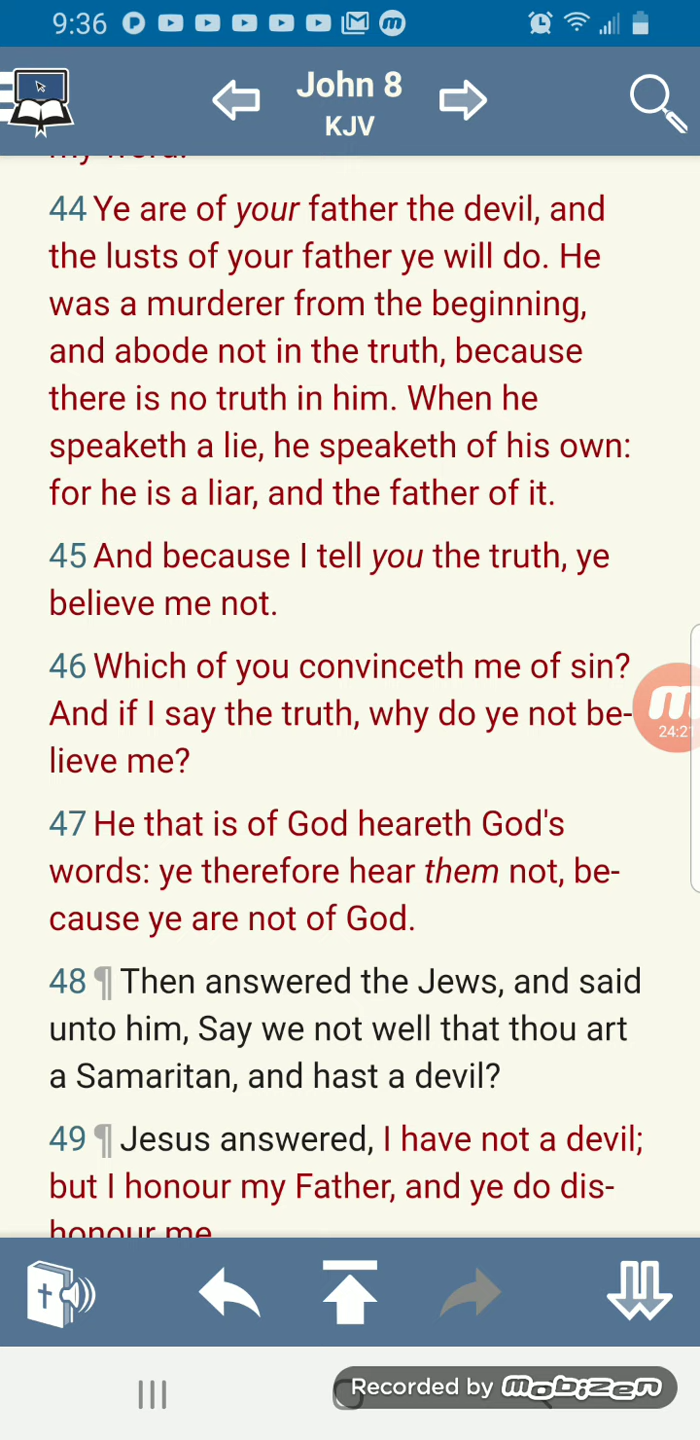 9:36
John 8
KJV
my word.
44 Ye are of your father the devil, and
the lusts of your father ye will do. He
was a murderer from the beginning,
and abode not in the truth, because
there is no truth in him. When he
speaketh a lie, he speaketh of his own:
for he is a liar, and the father of it.
45 And because I tell you the truth, ye
believe me not.
46 Which of you convinceth me of sin?
And if I say the truth, why do ye not be-
lieve me?
24:21
47 He that is of God heareth God's
words: ye therefore hear them not, be-
cause ye are not of God.
48 ¶ Then answered the Jews, and said
unto him, Say we not well that thou art
a Samaritan, and hast a devil?
49 ¶ Jesus answered, I have not a devil;
but I honour my Father, and ye do dis-
honour me.
Recorded by mobizen